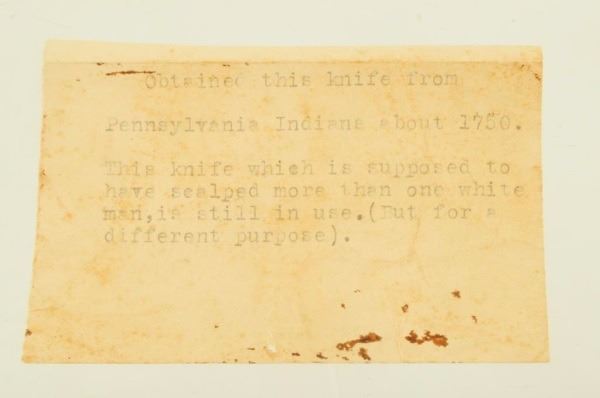 Obtained this knife from
Pennsylvania Indians about 1750.
This knife which is supposed to
have scalped more than one white
man,is still in use.(But for a
different purpose).